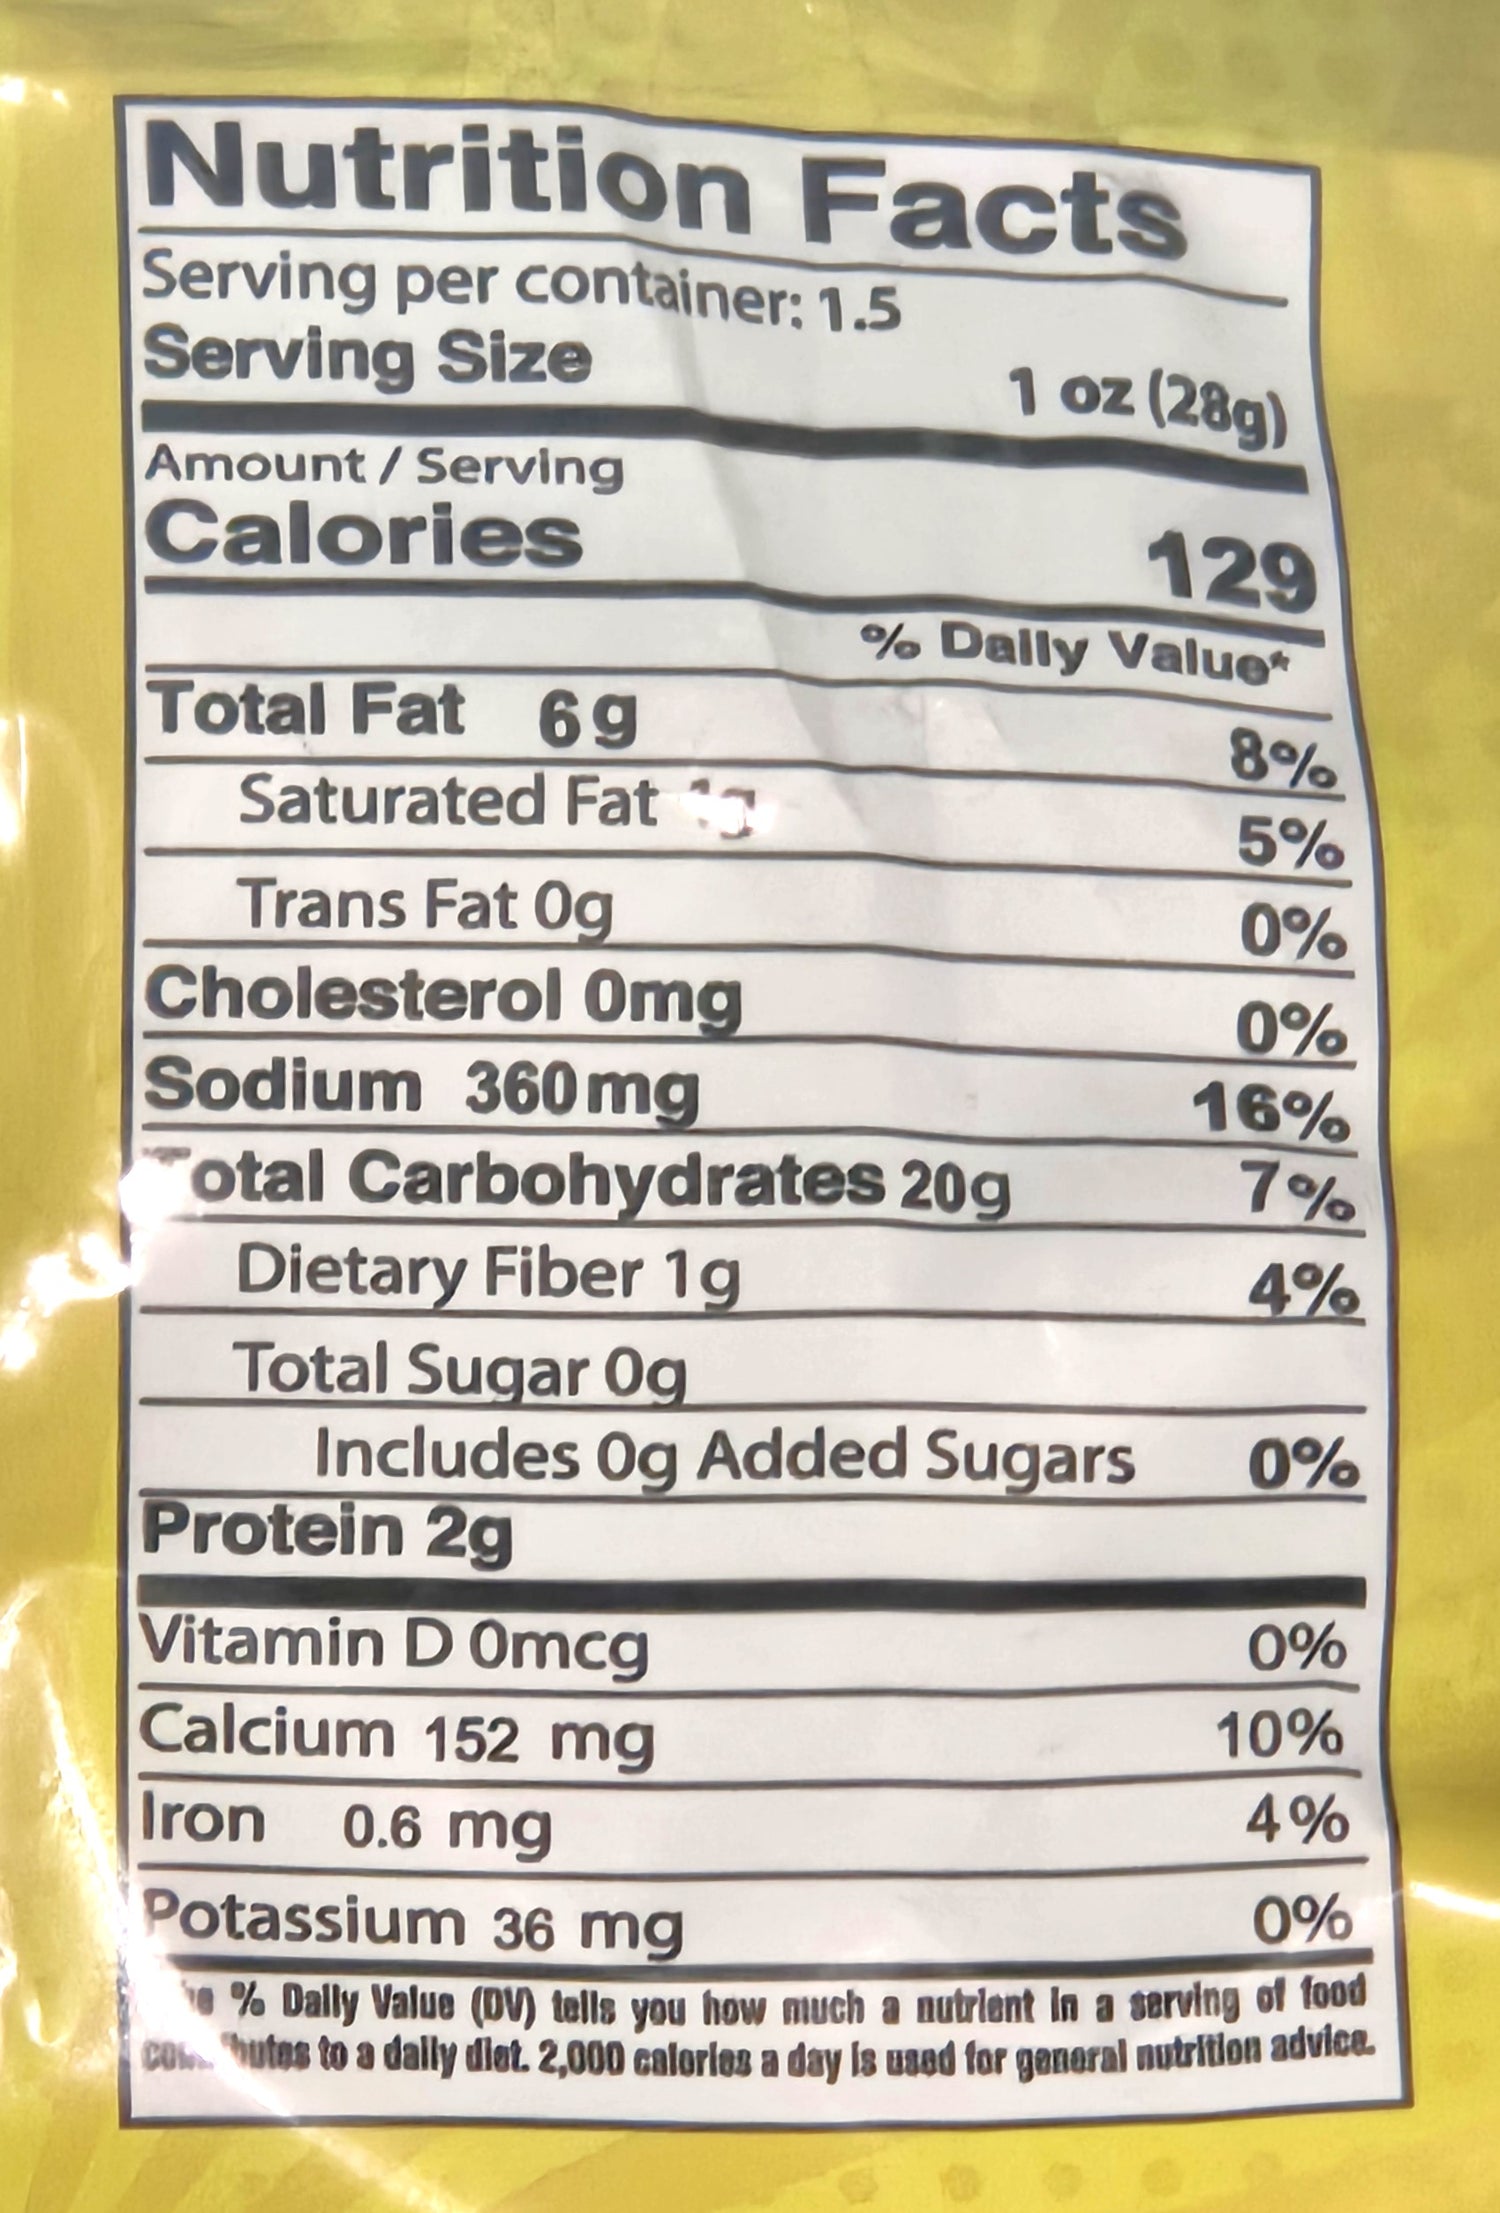 Nutrition Facts
Serving per container: 1.5
Serving Size 1 oz (28g)
Amount / Serving
Calories 129
% Daily Value*
Total Fat 6g 8%
Saturated Fat 1g 5%
Trans Fat 0g 0%
Cholesterol 0mg 0%
Sodium 360mg 16%
Total Carbohydrates 20g 7%
Dietary Fiber 1g 4%
Total Sugar 0g
Includes 0g Added Sugars 0%
Protein 2g
Vitamin D 0mcg 0%
Calcium 152 mg 10%
Iron 0.6 mg 4%
Potassium 36 mg 0%
% Daily Value (DV) tells you how much a nutrient in a serving of food
contributes to a daily diet. 2,000 calories a day is used for general nutrition advice.